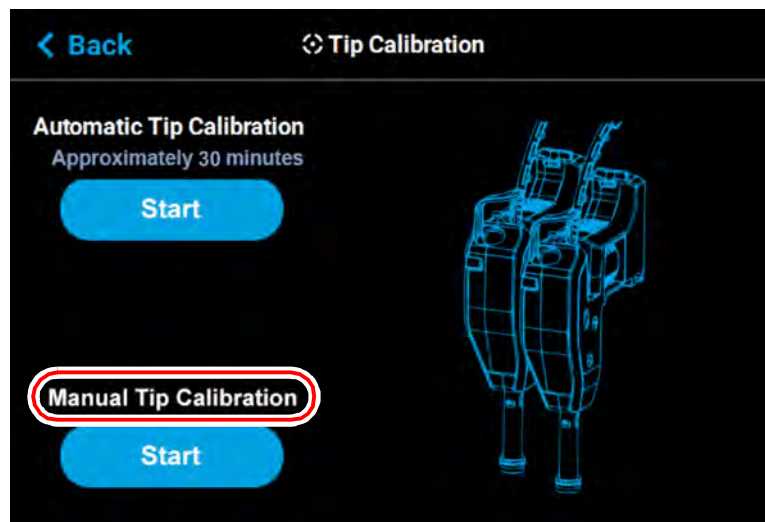 Back
Tip Calibration
Automatic Tip Calibration
Approximately 30 minutes
Start
Manual Tip Calibration
Start